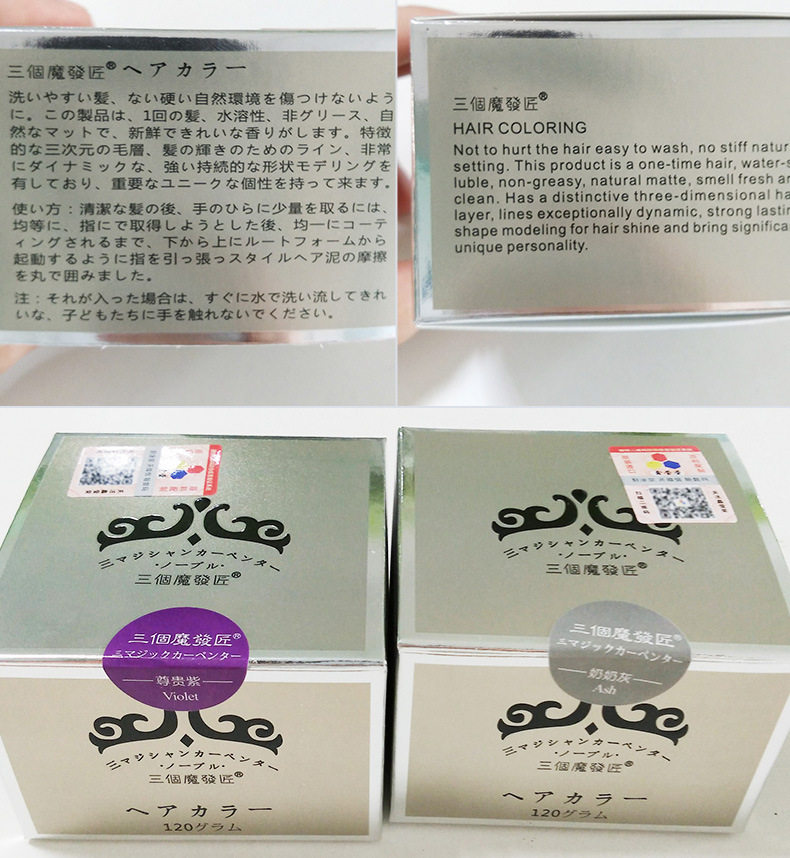 三個魔發匠®ヘアカラー
洗いやすい髪、ない硬い自然環境を傷つけないよう
に。この製品は、1回の髪、水溶性、非グリース、自
然なマットで、新鮮できれいな香りがします。特徴
的な三次元の毛層、髪の輝きのためのライン、非常
にダイナミックな、強い持続的な形状モデリングを
有しており、重要なユニークな個性を持って来ます。
使い方：清潔な髪の後、手のひらに少量を取るには、
均等に、指にで取得しようとした後、均一にコーテ
ィングされるまで、下から上にルートフォームから
起動するように指を引っ張っスタイルヘア泥の摩擦
を丸で囲みました。
注：それが入った場合は、すぐに水で洗い流してきれ
いな、子どもたちに手を触れないでください。
三個魔發匠®
HAIR COLORING
Not to hurt the hair easy to wash, no stiff natur
setting. This product is a one-time hair, water-s
luble, non-greasy, natural matte, smell fresh an
clean. Has a distinctive three-dimensional ha
layer, lines exceptionally dynamic, strong lastin
shape modeling for hair shine and bring significa
unique personality.
三マジシャンカーペンター
·ノーブル·
三個魔發匠®
三個魔發匠®
三マジックカーペンター
尊贵紫
Violet
三マジシャンカーペンター
·ノーブル·
三個魔發匠®
ヘアカラー
120グラム
三マジシャンカーペンター
·ノーブル·
三個魔發匠®
三個魔發匠®
三マジックカーペンター
奶奶灰
Ash
三マジシャンカーペンター
·ノーブル·
三個魔發匠®
ヘアカラー
120グラム